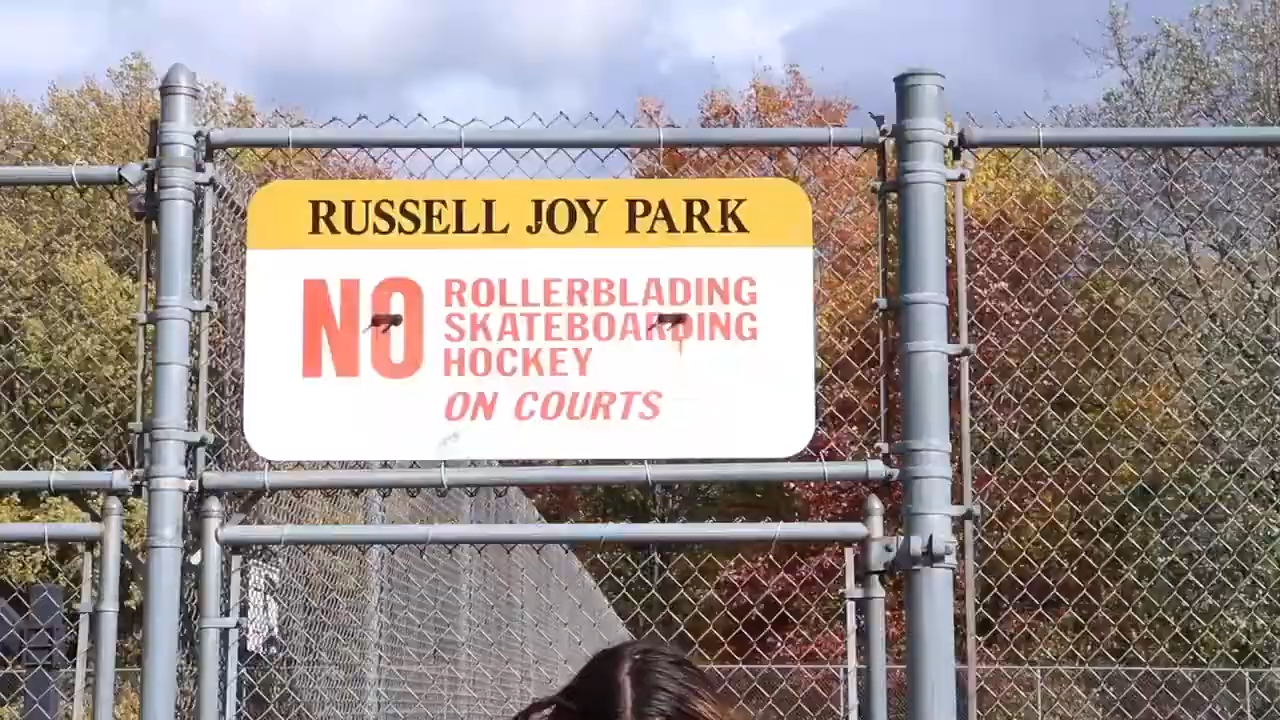 RUSSELL JOY PARK
NO ROLLERBLADING
SKATEBOARDING
HOCKEY
ON COURTS